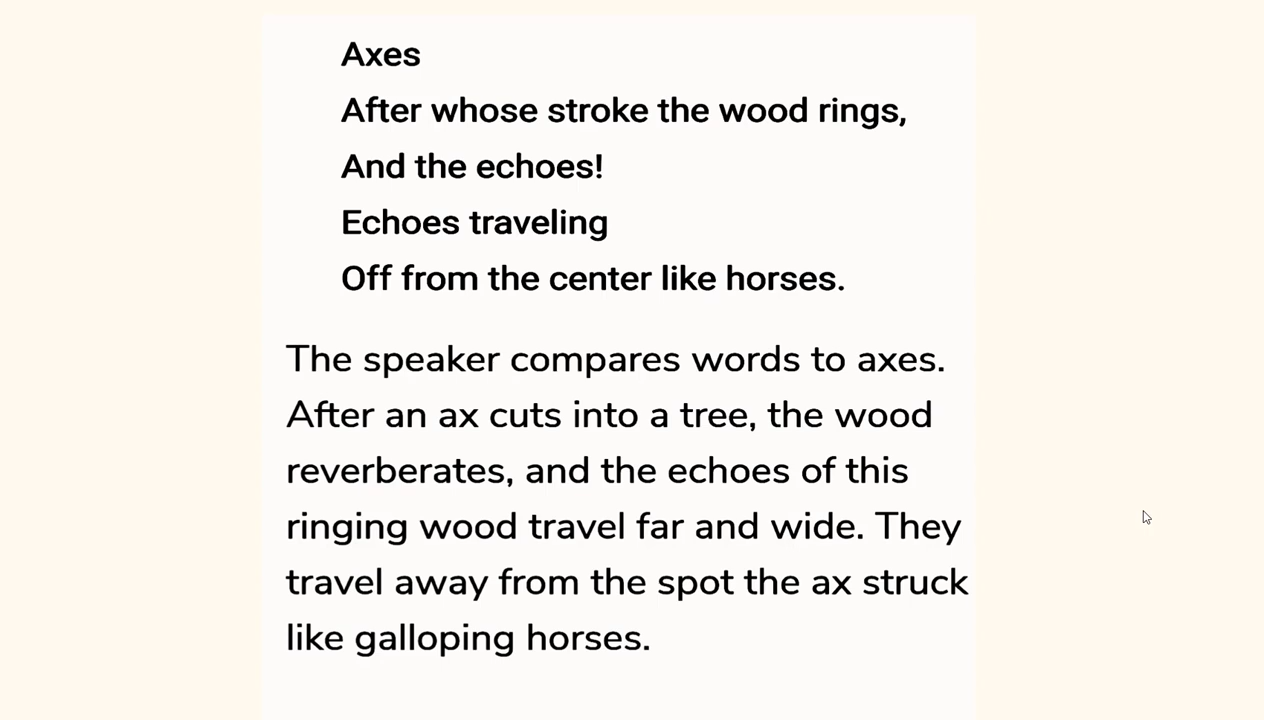 Axes
After whose stroke the wood rings,
And the echoes!
Echoes traveling
Off from the center like horses.
The speaker compares words to axes.
After an ax cuts into a tree, the wood
reverberates, and the echoes of this
ringing wood travel far and wide. They
travel away from the spot the ax struck
like galloping horses.